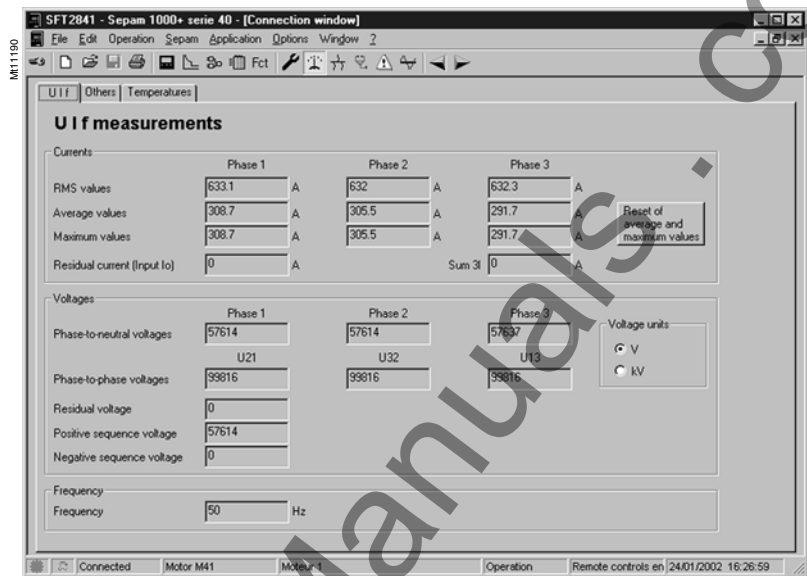 SFT2841 - Sepam 1000+ serie 40 - [Connection window]
File Edit Operation Sepam Application Options Window ?
Fct
Mt11190
U I f Others Temperatures
U I f measurements
Currents
Phase 1 Phase 2 Phase 3
RMS values 633.1 A 632 A 632.3 A
Average values 308.7 A 305.5 A 291.7 A
Maximum values 308.7 A 305.5 A 291.7 A
Reset of
average and
maximum values
Residual current (Input Io) 0 A Sum 3I 0 A
Voltages
Phase 1 Phase 2 Phase 3
Phase-to-neutral voltages 57614 57614 57637
Voltage units
V
kV
U21 U32 U13
Phase-to-phase voltages 99816 99816 99816
Residual voltage 0
Positive sequence voltage 57614
Negative sequence voltage 0
Frequency
Frequency 50 Hz
Connected Motor M41 Moteur 1 Operation Remote controls en 24/01/2002 16:26:59
Manuals.co